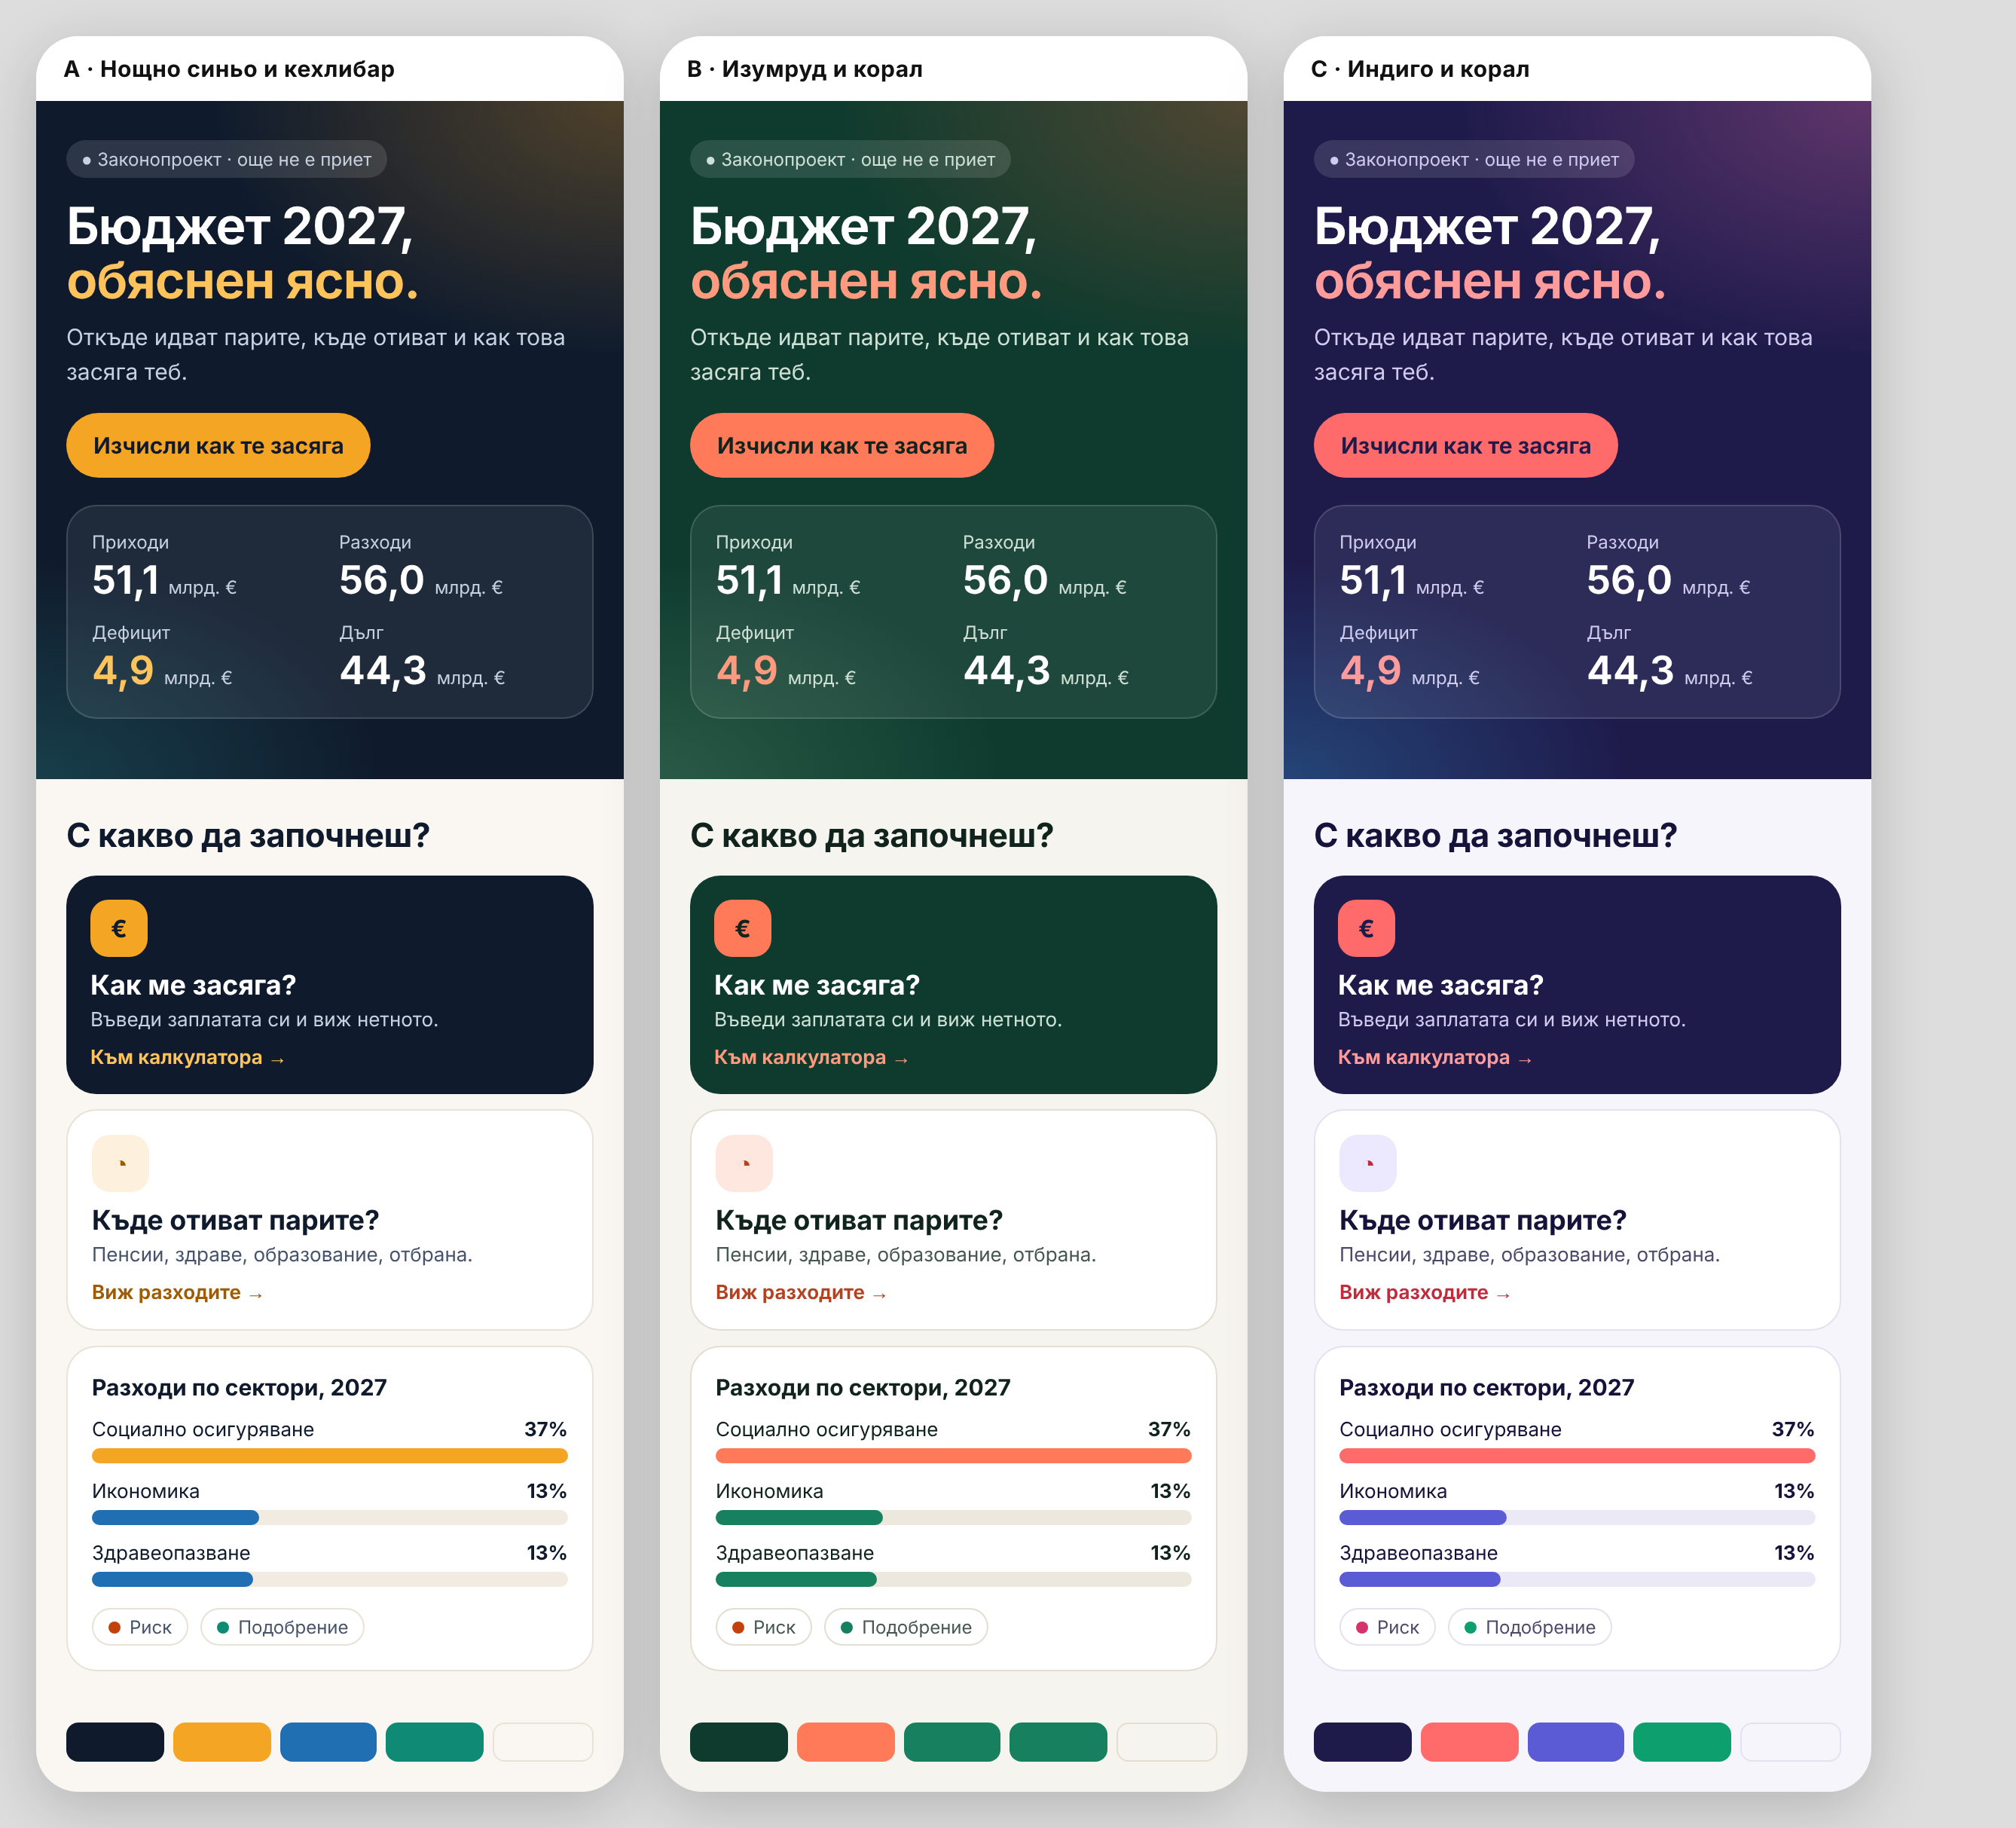 A · Нощно синьо и кехлибар
● Законопроект · още не е приет
Бюджет 2027,
обяснен ясно.
Откъде идват парите, къде отиват и как това
засяга теб.
Изчисли как те засяга
Приходи
51,1 млрд. €
Разходи
56,0 млрд. €
Дефицит
4,9 млрд. €
Дълг
44,3 млрд. €
С какво да започнеш?
€
Как ме засяга?
Въведи заплатата си и виж нетното.
Към калкулатора →
Къде отиват парите?
Пенсии, здраве, образование, отбрана.
Виж разходите →
Разходи по сектори, 2027
Социално осигуряване 37%
Икономика 13%
Здравеопазване 13%
Риск
Подобрение
B · Изумруд и корал
● Законопроект · още не е приет
Бюджет 2027,
обяснен ясно.
Откъде идват парите, къде отиват и как това
засяга теб.
Изчисли как те засяга
Приходи
51,1 млрд. €
Разходи
56,0 млрд. €
Дефицит
4,9 млрд. €
Дълг
44,3 млрд. €
С какво да започнеш?
€
Как ме засяга?
Въведи заплатата си и виж нетното.
Към калкулатора →
Къде отиват парите?
Пенсии, здраве, образование, отбрана.
Виж разходите →
Разходи по сектори, 2027
Социално осигуряване 37%
Икономика 13%
Здравеопазване 13%
Риск
Подобрение
C · Индиго и корал
● Законопроект · още не е приет
Бюджет 2027,
обяснен ясно.
Откъде идват парите, къде отиват и как това
засяга теб.
Изчисли как те засяга
Приходи
51,1 млрд. €
Разходи
56,0 млрд. €
Дефицит
4,9 млрд. €
Дълг
44,3 млрд. €
С какво да започнеш?
€
Как ме засяга?
Въведи заплатата си и виж нетното.
Към калкулатора →
Къде отиват парите?
Пенсии, здраве, образование, отбрана.
Виж разходите →
Разходи по сектори, 2027
Социално осигуряване 37%
Икономика 13%
Здравеопазване 13%
Риск
Подобрение